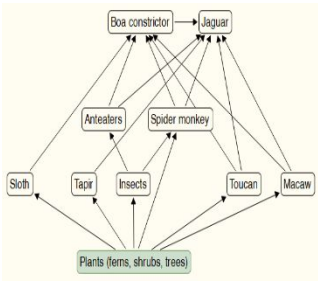 Boa constrictor
Jaguar
Anteaters
Spider monkey
Sloth
Tapir
Insects
Toucan
Macaw
Plants (ferns, shrubs, trees)